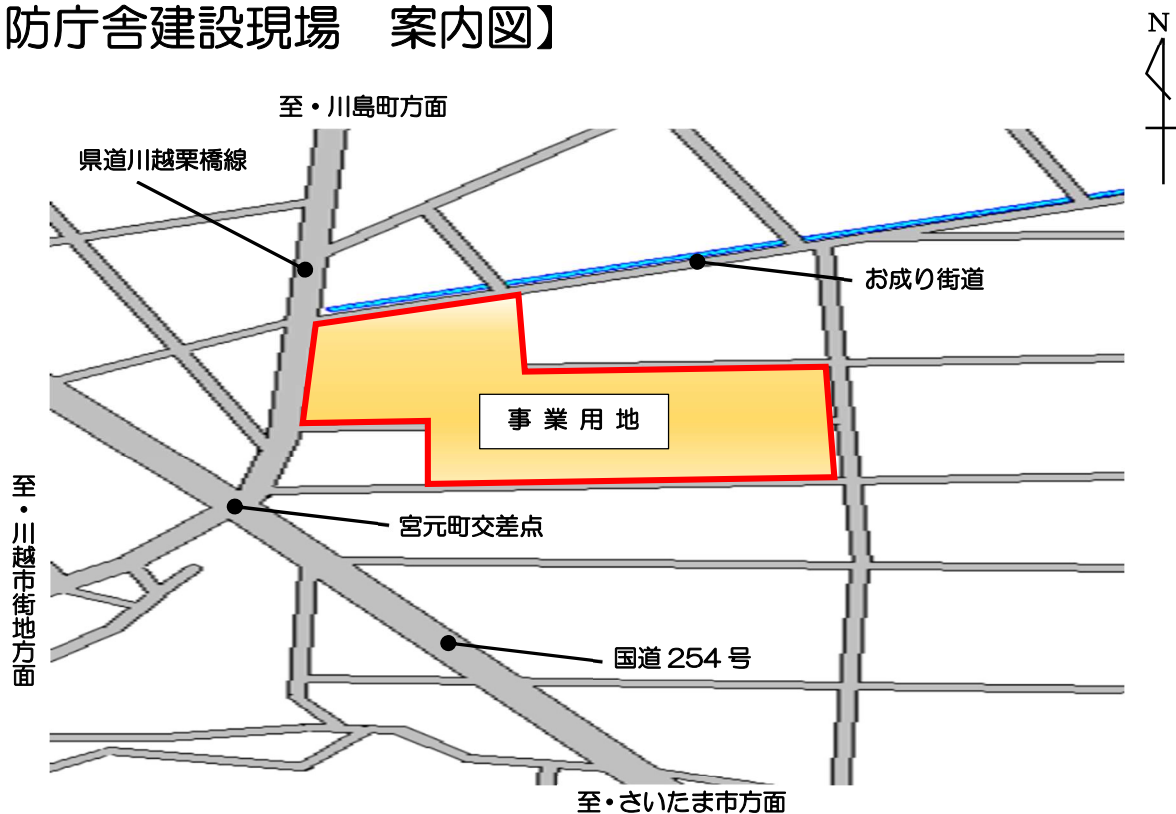 防庁舎建設現場　案内図】
N
至・川島町方面
県道川越栗橋線
お成り街道
事業用地
至・川越市街地方面
宮元町交差点
国道254号
至・さいたま市方面